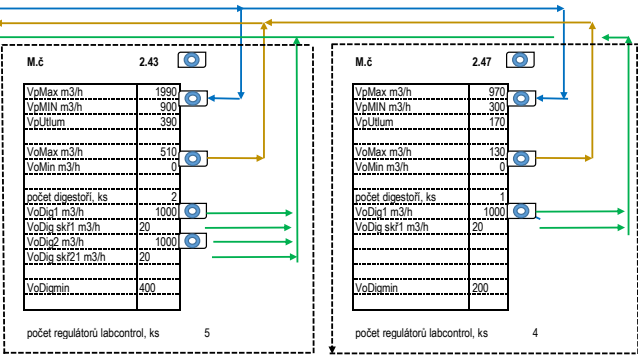 M.č 2.43
VpMax m3/h 1990
VpMIN m3/h 900
VpUtlum 390
VoMax m3/h 510
VoMin m3/h 0
počet digestoří, ks 2
VoDig1 m3/h 1000
VoDig skř1 m3/h 20
VoDig2 m3/h 1000
VoDig skř21 m3/h 20
VoDigmin 400
počet regulátorů labcontrol, ks 5
M.č 2.47
VpMax m3/h 970
VpMIN m3/h 300
VpUtlum 170
VoMax m3/h 130
VoMin m3/h 0
počet digestoří, ks 1
VoDig1 m3/h 1000
VoDig skř1 m3/h 20
VoDigmin 200
počet regulátorů labcontrol, ks 4